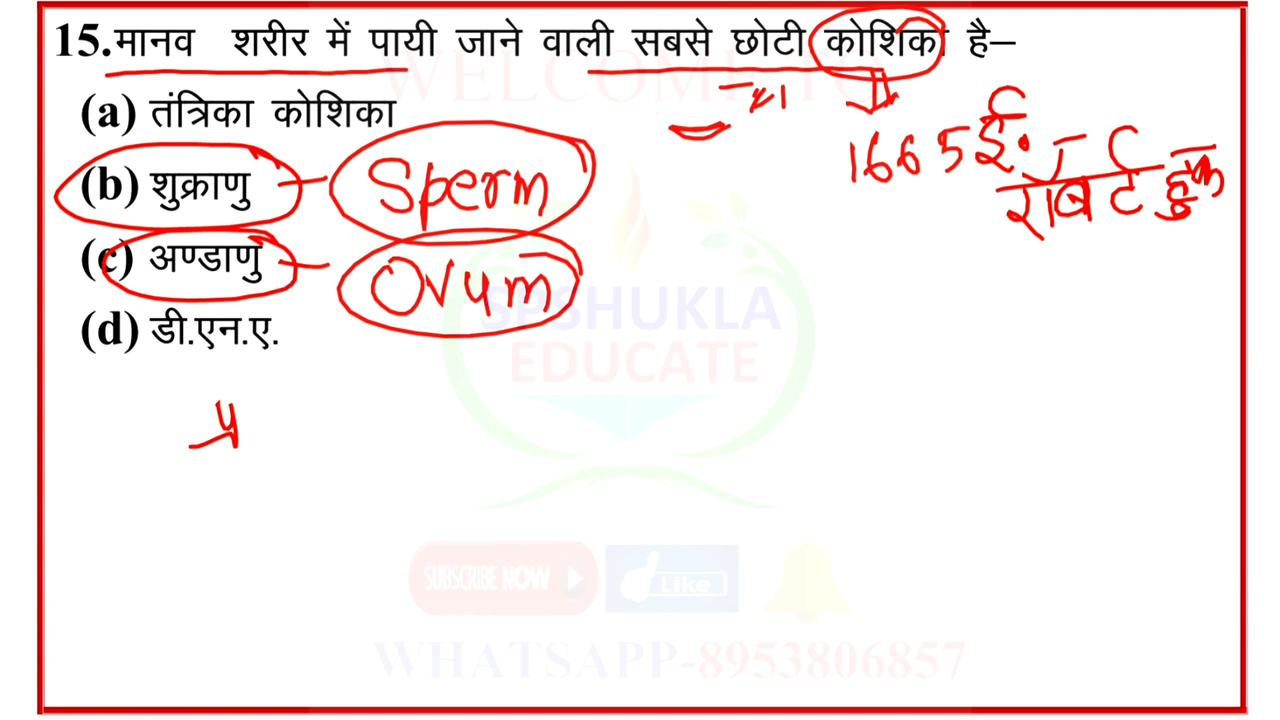 WELCOME TO
15.मानव शरीर में पायी जाने वाली सबसे छोटी कोशिका है–
(a) तंत्रिका कोशिका
1665ई. रॉबर्ट हुक
(b) शुक्राणु – Sperm
(c) अण्डाणु – Ovum
SPSHUKLA
EDUCATE
(d) डी.एन.ए.
SUBSCRIBE NOW
Like
WHATSAPP-8953806857